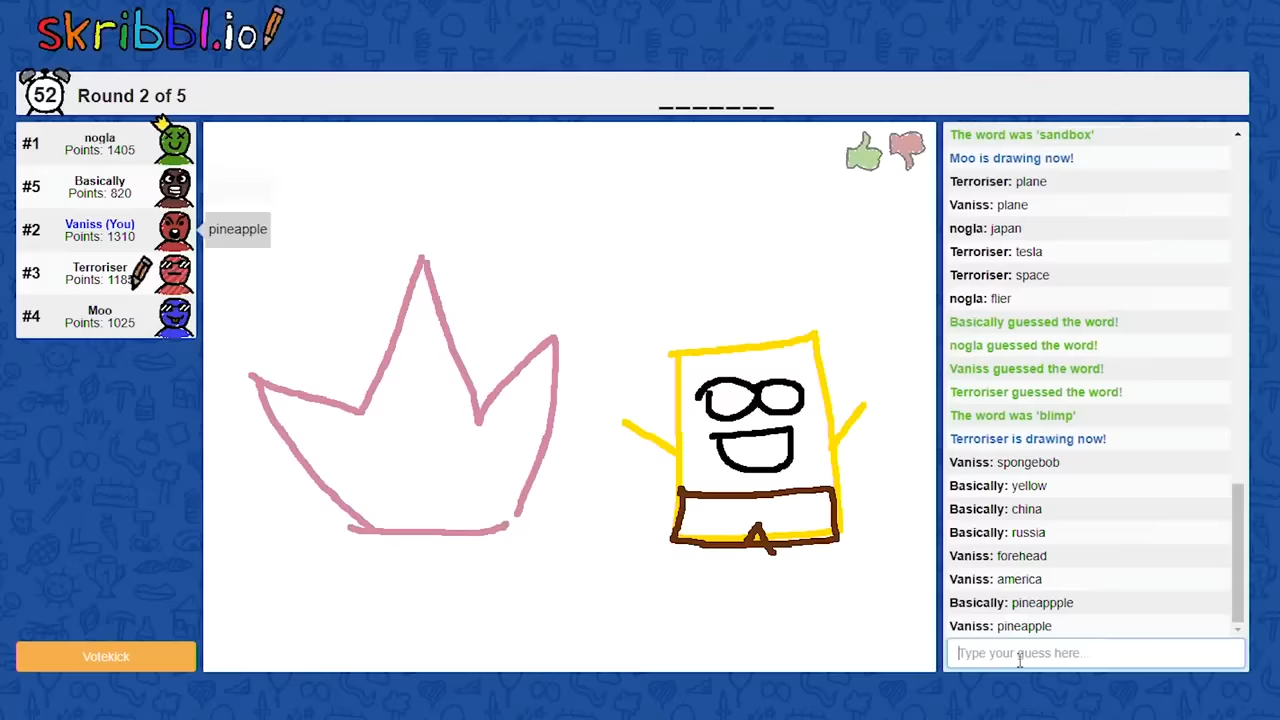 skribbl.io!
52
Round 2 of 5
_______
#1 nogla
Points: 1405
#5 Basically
Points: 820
#2 Vaniss (You)
Points: 1310
pineapple
#3 Terroriser
Points: 1185
#4 Moo
Points: 1025
Votekick
The word was 'sandbox'
Moo is drawing now!
Terroriser: plane
Vaniss: plane
nogla: japan
Terroriser: tesla
Terroriser: space
nogla: flier
Basically guessed the word!
nogla guessed the word!
Vaniss guessed the word!
Terroriser guessed the word!
The word was 'blimp'
Terroriser is drawing now!
Vaniss: spongebob
Basically: yellow
Basically: china
Basically: russia
Vaniss: forehead
Vaniss: america
Basically: pineappple
Vaniss: pineapple
Type your guess here...